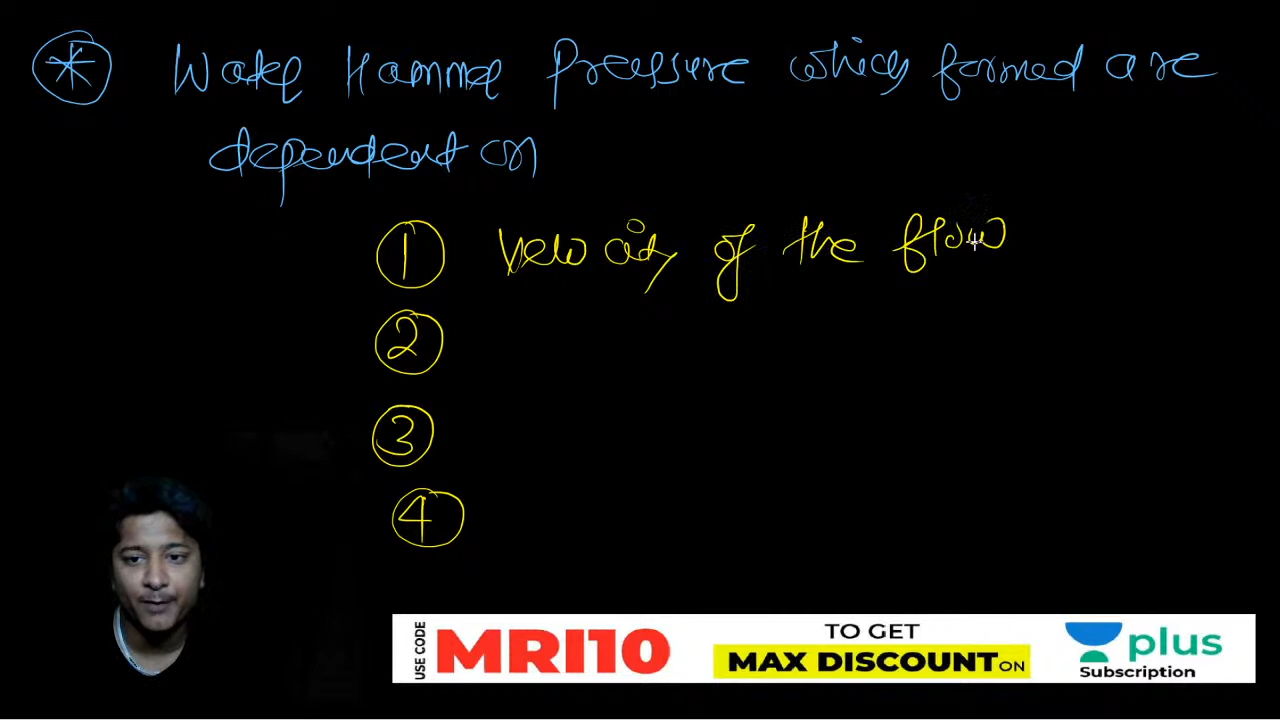 * Water Hammer Pressure which formed are
dependent on
1 Velocity of the flow
2
3
4
USE CODE MRI10 TO GET MAX DISCOUNT ON plus Subscription